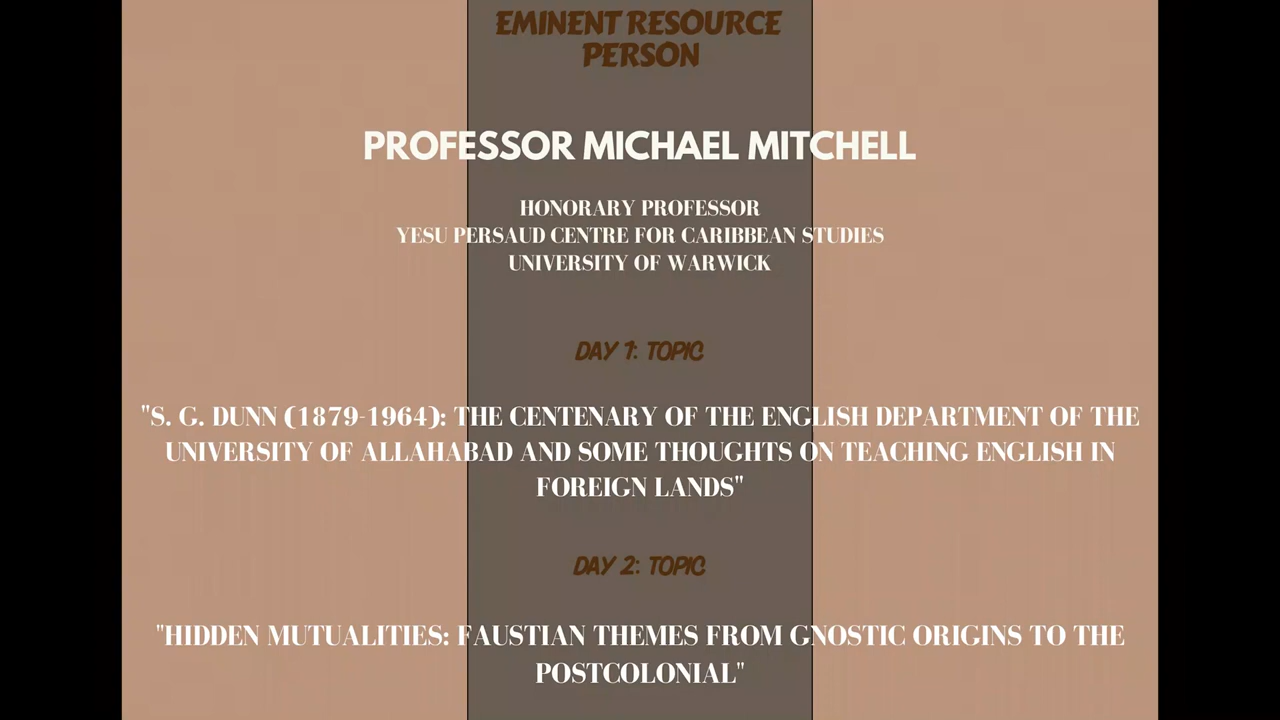 EMINENT RESOURCE
PERSON
PROFESSOR MICHAEL MITCHELL
HONORARY PROFESSOR
YESU PERSAUD CENTRE FOR CARIBBEAN STUDIES
UNIVERSITY OF WARWICK
DAY 1: TOPIC
"S. G. DUNN (1879-1964): THE CENTENARY OF THE ENGLISH DEPARTMENT OF THE
UNIVERSITY OF ALLAHABAD AND SOME THOUGHTS ON TEACHING ENGLISH IN
FOREIGN LANDS"
DAY 2: TOPIC
"HIDDEN MUTUALITIES: FAUSTIAN THEMES FROM GNOSTIC ORIGINS TO THE
POSTCOLONIAL"